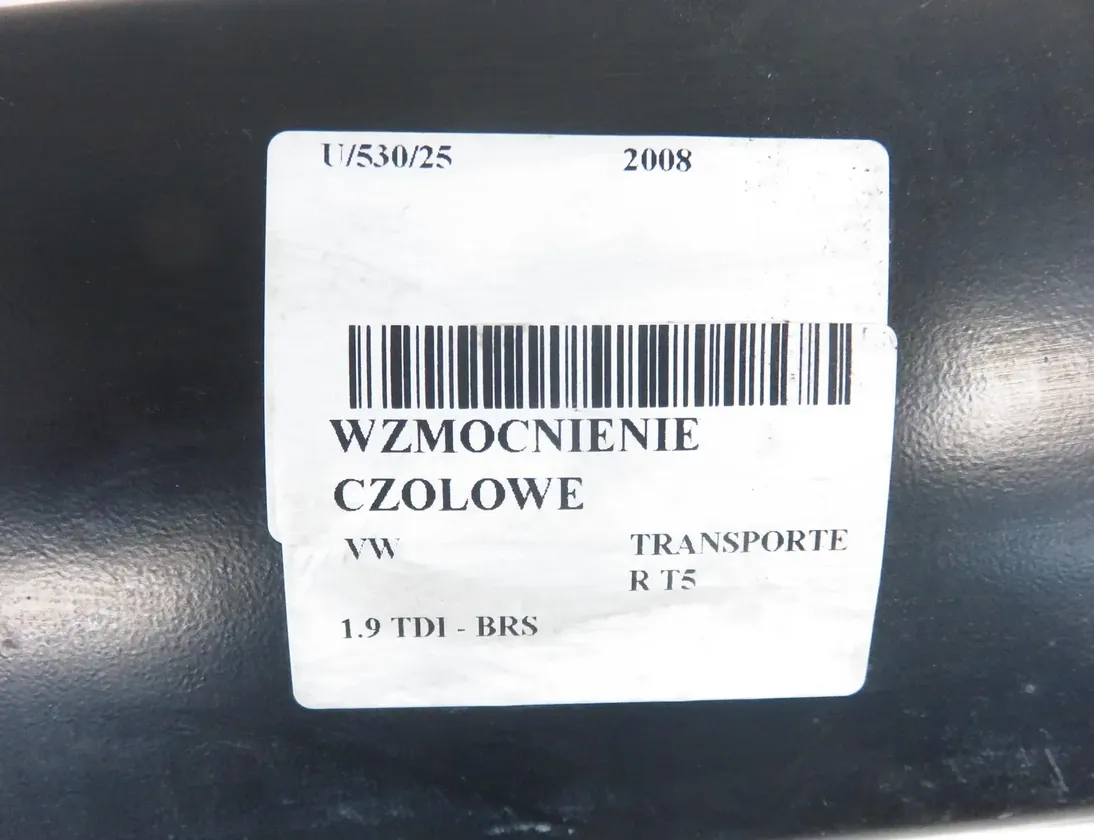 U/530/25 2008
WZMOCNIENIE
CZOLOWE
VW TRANSPORTE
R T5
1.9 TDI - BRS